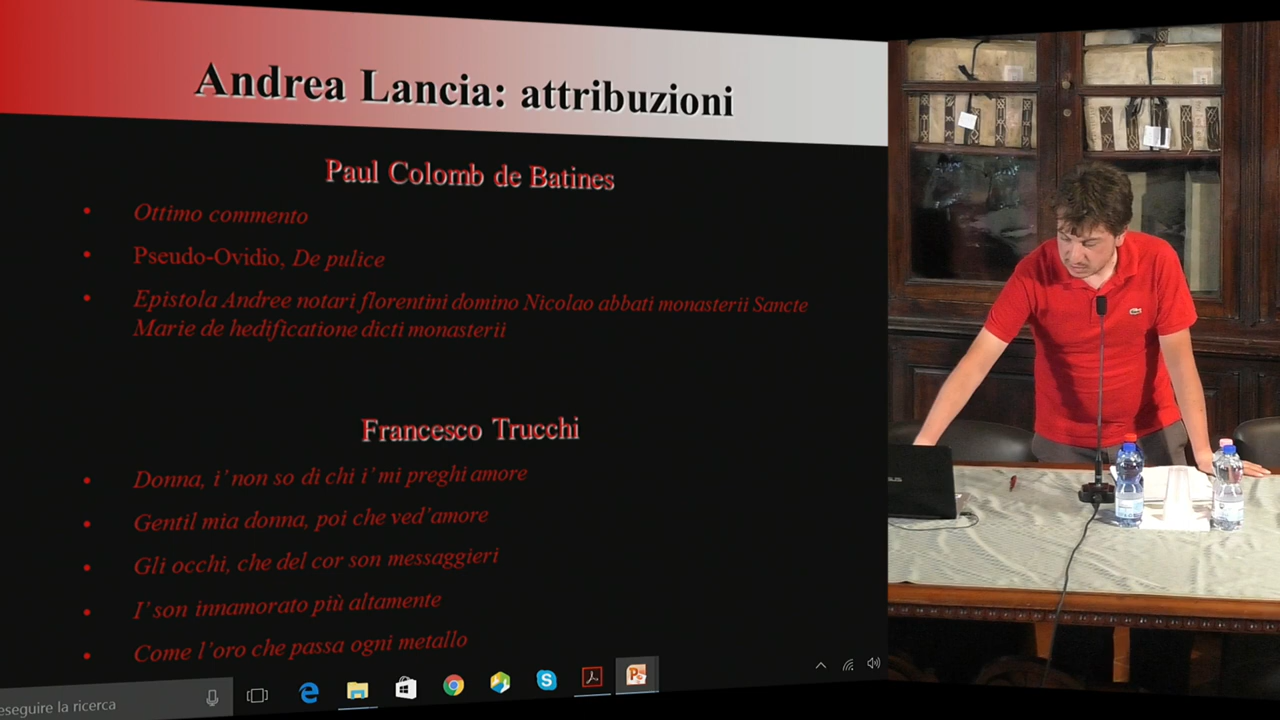 Andrea Lancia: attribuzioni
Paul Colomb de Batines
• Ottimo commento
• Pseudo-Ovidio, De pulice
• Epistola Andree notari florentini domino Nicolao abbati monasterii Sancte
Marie de hedificatione dicti monasterii
Francesco Trucchi
• Donna, i' non so di chi i' mi preghi amore
• Gentil mia donna, poi che ved'amore
• Gli occhi, che del cor son messaggieri
• I' son innamorato più altamente
• Come l'oro che passa ogni metallo
eseguire la ricerca